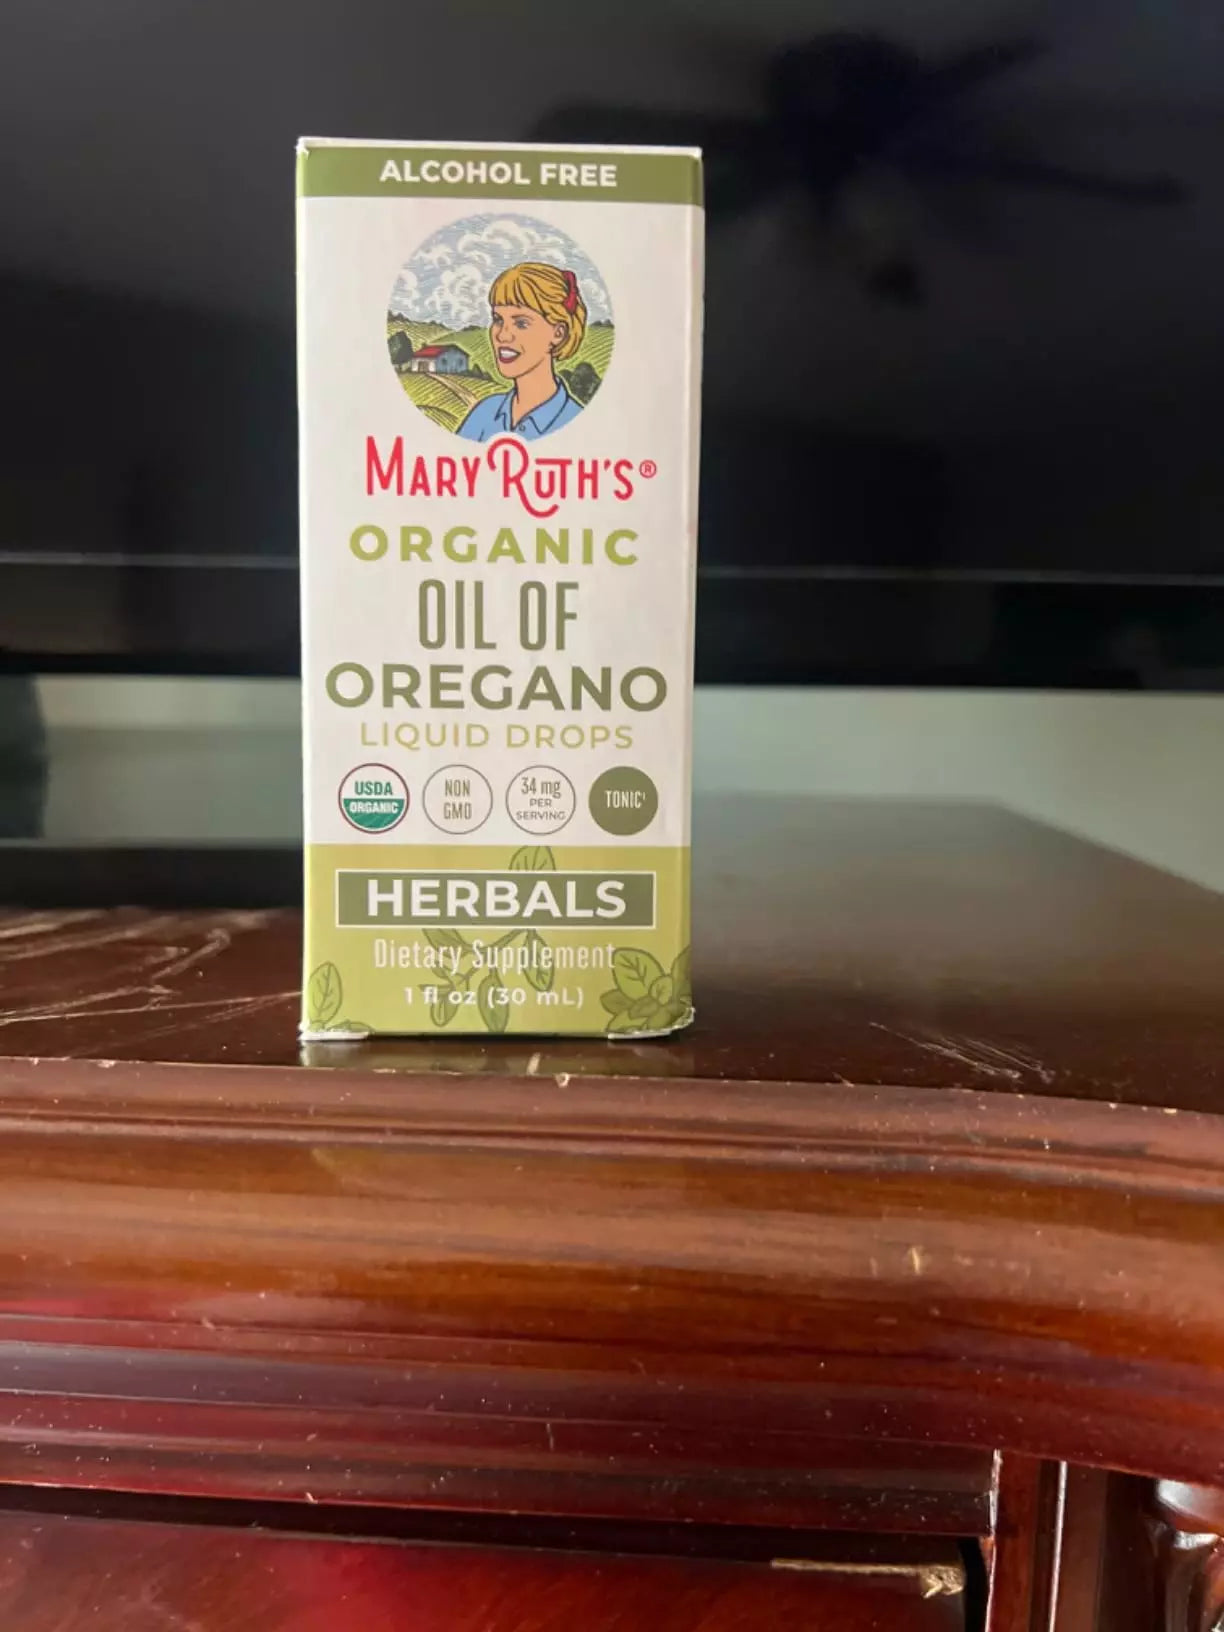 ALCOHOL FREE
MARY RUTH'S®
ORGANIC
OIL OF
OREGANO
LIQUID DROPS
USDA
ORGANIC
NON
GMO
34 mg
PER
SERVING
TONIC¹
HERBALS
Dietary Supplement
1 fl oz (30 mL)